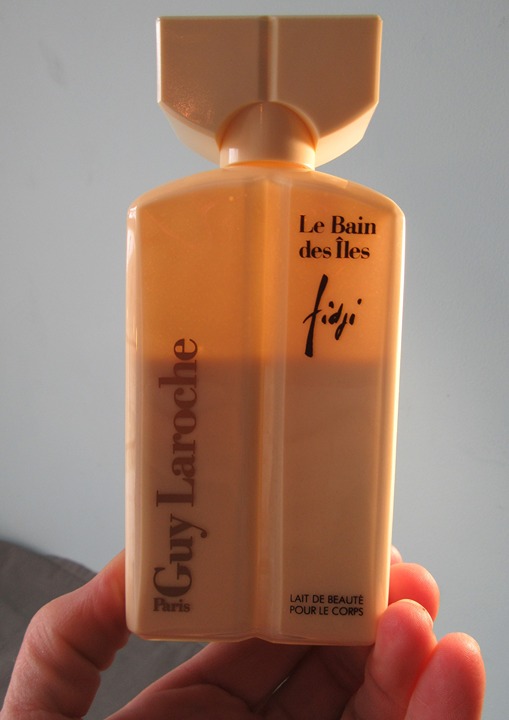 Le Bain
des Îles
fidji
Guy Laroche
Paris
LAIT DE BEAUTÉ
POUR LE CORPS